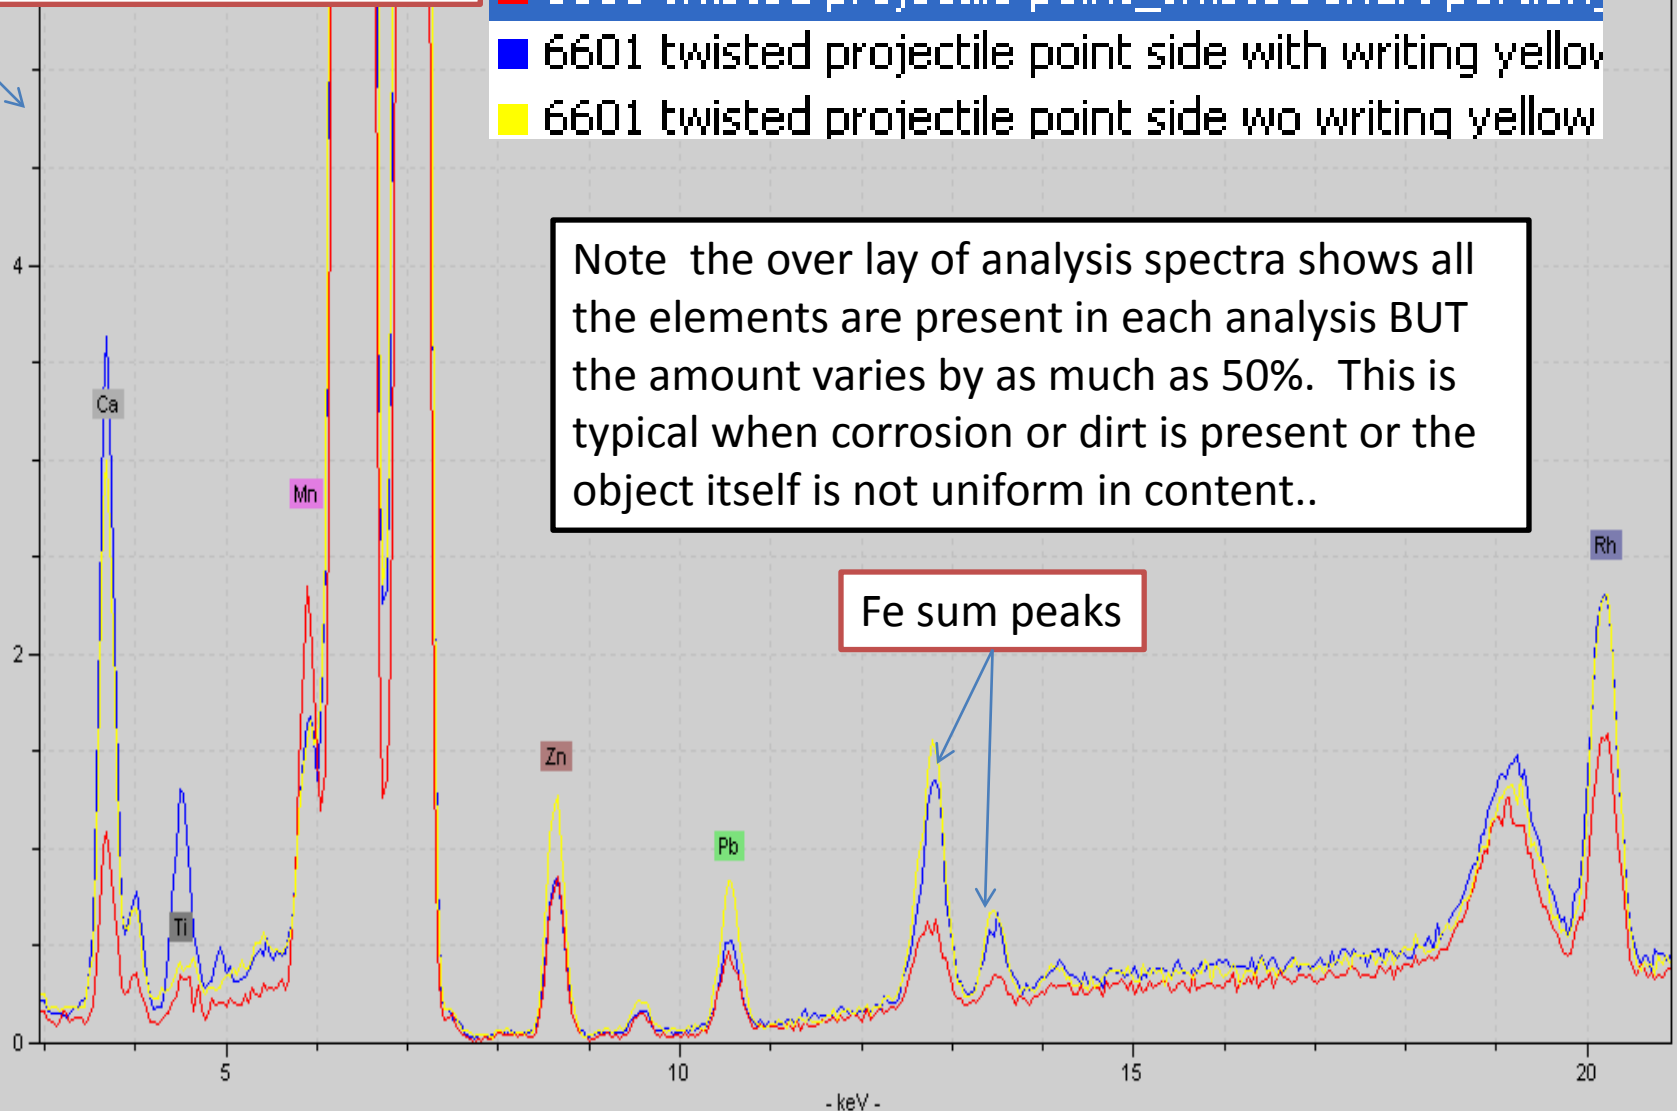 6601 twisted projectile point side with writing yellow
6601 twisted projectile point side wo writing yellow
Note the over lay of analysis spectra shows all
the elements are present in each analysis BUT
the amount varies by as much as 50%. This is
typical when corrosion or dirt is present or the
object itself is not uniform in content..
4
Ca
Mn
Rh
Fe sum peaks
2
Zn
Pb
Ti
0
5
10
15
20
- keV -